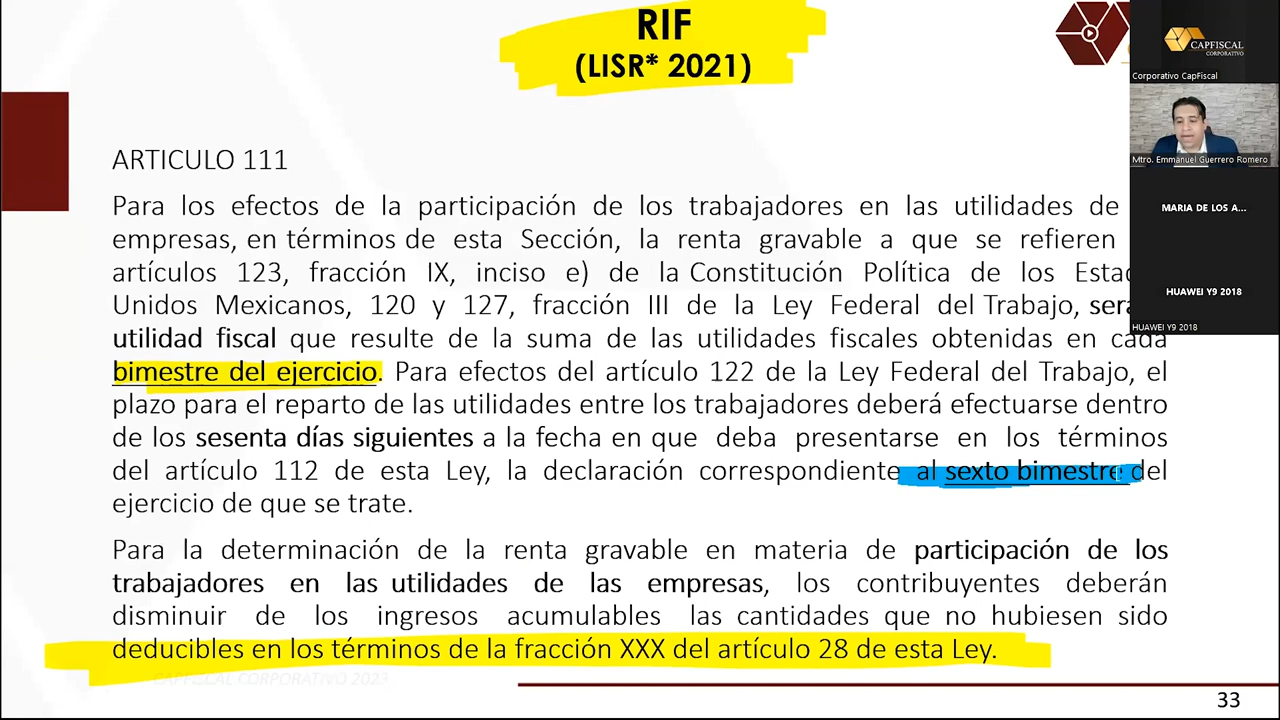 RIF
(LISR* 2021)
ARTICULO 111
Para los efectos de la participación de los trabajadores en las utilidades de
empresas, en términos de esta Sección, la renta gravable a que se refieren
artículos 123, fracción IX, inciso e) de la Constitución Política de los
Unidos Mexicanos, 120 y 127, fracción III de la Ley Federal del Trabajo,
utilidad fiscal que resulte de la suma de las utilidades fiscales obtenidas en cada
bimestre del ejercicio. Para efectos del artículo 122 de la Ley Federal del Trabajo, el
plazo para el reparto de las utilidades entre los trabajadores deberá efectuarse dentro
de los sesenta días siguientes a la fecha en que deba presentarse en los términos
del artículo 112 de esta Ley, la declaración correspondiente al sexto bimestre del
ejercicio de que se trate.
Para la determinación de la renta gravable en materia de participación de los
trabajadores en las utilidades de las empresas, los contribuyentes deberán
disminuir de los ingresos acumulables las cantidades que no hubiesen sido
deducibles en los términos de la fracción XXX del artículo 28 de esta Ley.
CAPFISCAL CORPORATIVO 2023
33
CAPFISCAL
CORPORATIVO
Corporativo CapFiscal
Mtro. Emmanuel Guerrero Romero
MARIA DE LOS A...
HUAWEI Y9 2018
HUAWEI Y9 2018